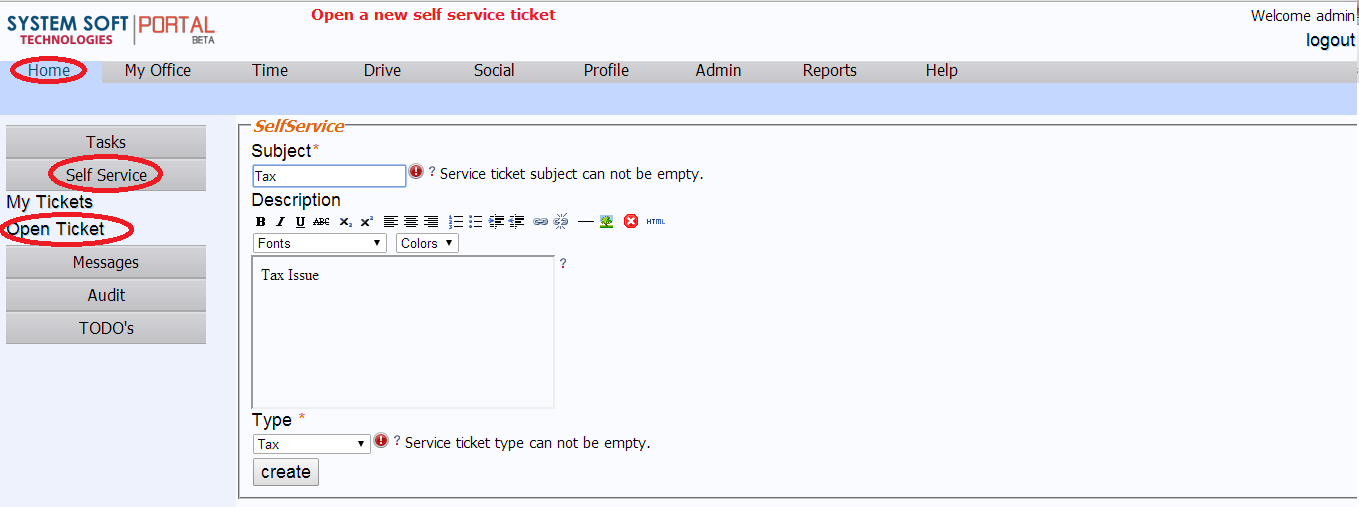 SYSTEM SOFT PORTAL
TECHNOLOGIES BETA
Open a new self service ticket
Welcome admin
logout
Home My Office Time Drive Social Profile Admin Reports Help
Tasks
Self Service
My Tickets
Open Ticket
Messages
Audit
TODO's
SelfService
Subject*
Tax ? Service ticket subject can not be empty.
Description
B I U ABC X₂ X² HTML
Fonts Colors
Tax Issue ?
Type *
Tax ? Service ticket type can not be empty.
create